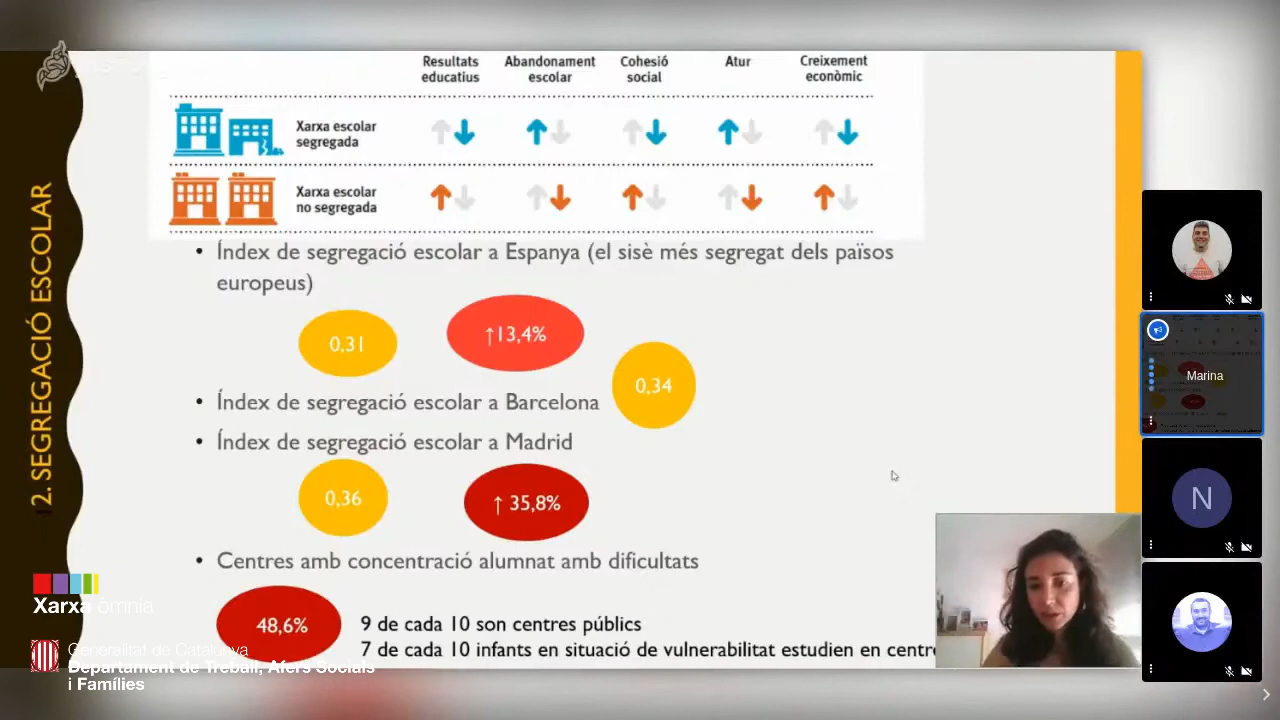 Resultats educatius
Abandonament escolar
Cohesió social
Atur
Creixement econòmic
Xarxa escolar
segregada
Xarxa escolar
no segregada
2. SEGREGACIÓ ESCOLAR
• Índex de segregació escolar a Espanya (el sisè més segregat dels països
europeus)
0,31
↑13,4%
0,34
• Índex de segregació escolar a Barcelona
• Índex de segregació escolar a Madrid
0,36
↑ 35,8%
• Centres amb concentració alumnat amb dificultats
48,6%
9 de cada 10 son centres públics
7 de cada 10 infants en situació de vulnerabilitat estudien en centre
Xarxa òmnia
Generalitat de Catalunya
Departament de Treball, Afers Socials
i Famílies
Marina
N